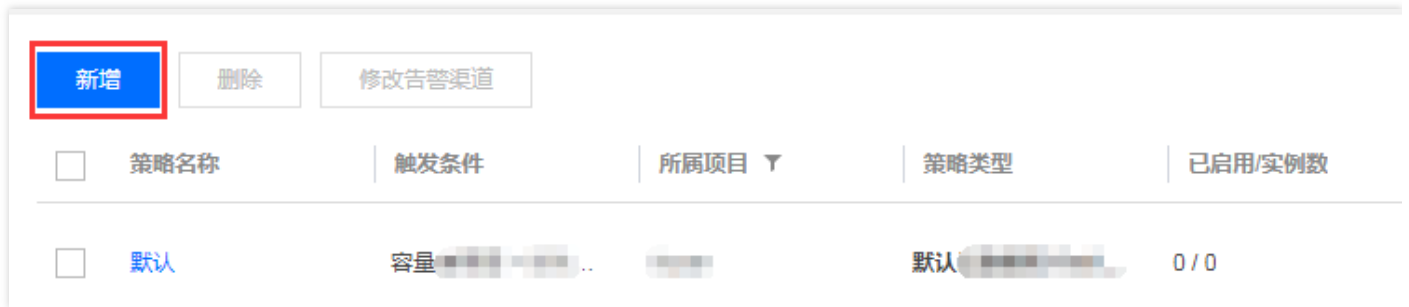 新增 删除 修改告警渠道
策略名称 触发条件 所属项目 策略类型 已启用/实例数
默认 容量 .. 默认 0 / 0